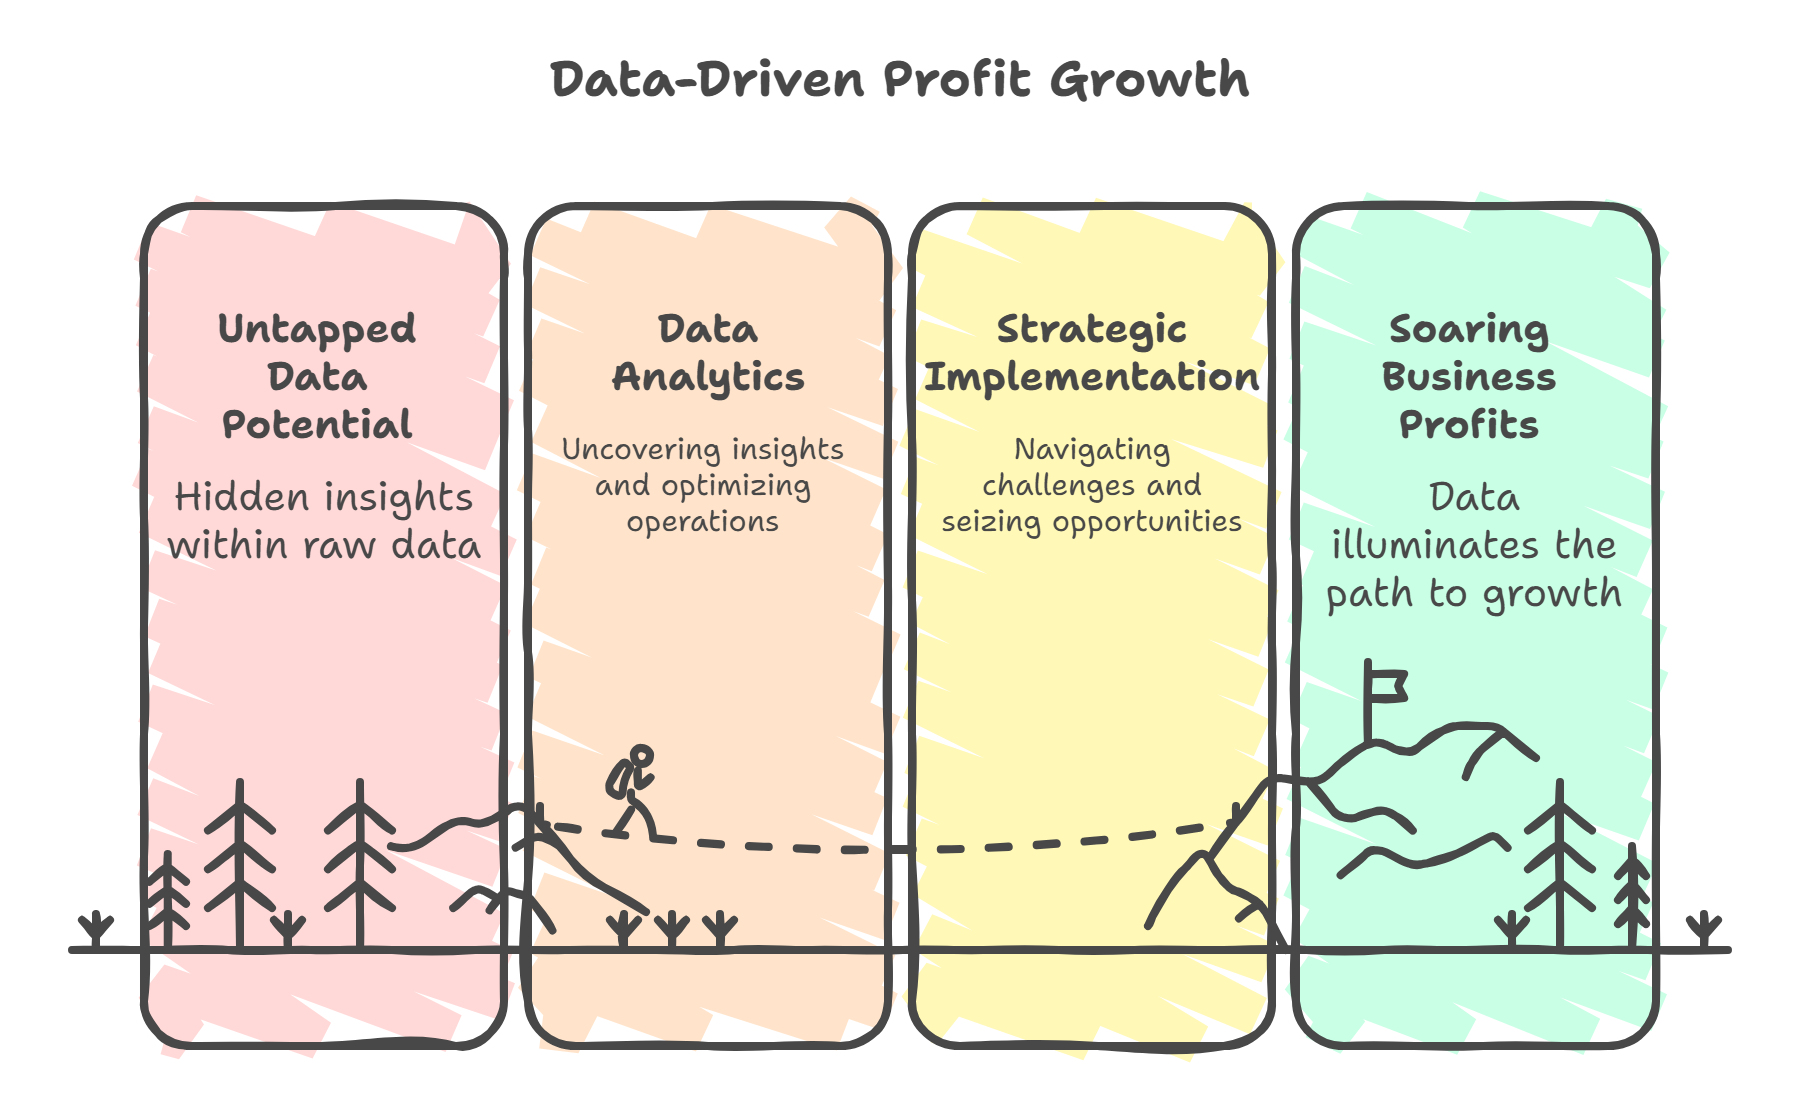 Data-Driven Profit Growth
Untapped
Data
Potential
Hidden insights
within raw data
Data
Analytics
Uncovering insights
and optimizing
operations
Strategic
Implementation
Navigating
challenges and
seizing opportunities
Soaring
Business
Profits
Data
illuminates the
path to growth